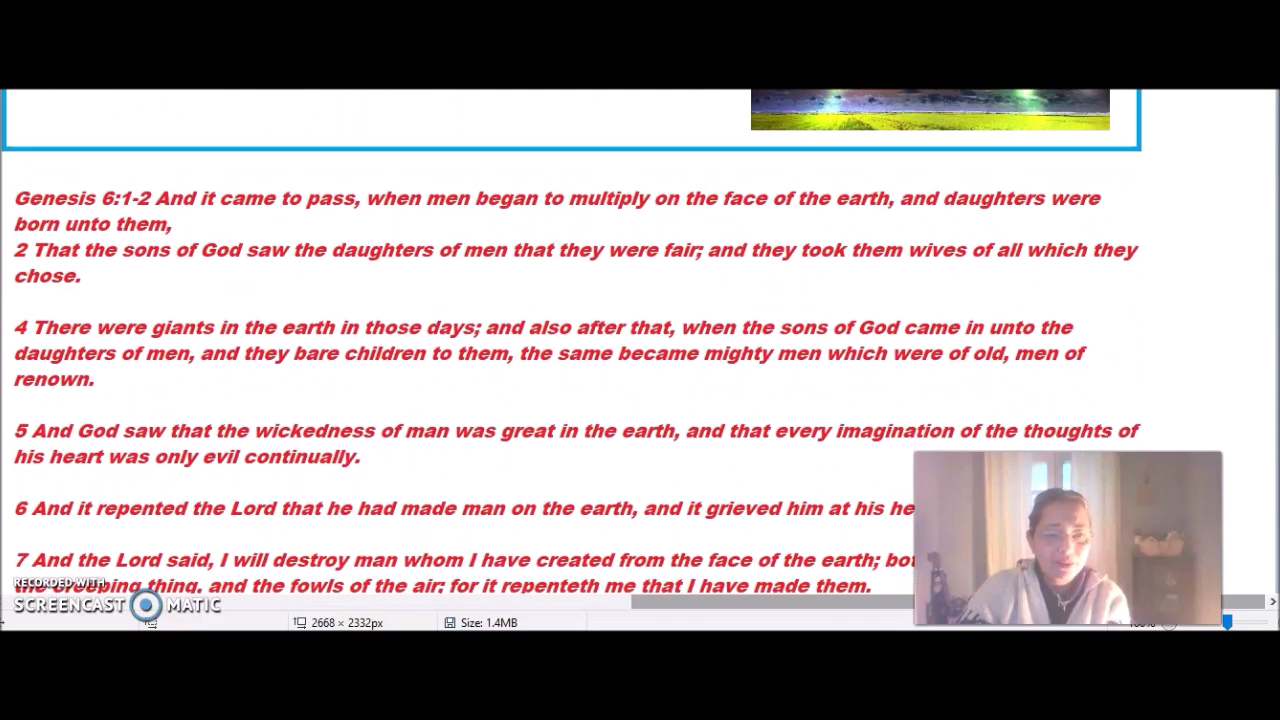 Genesis 6:1-2 And it came to pass, when men began to multiply on the face of the earth, and daughters were
born unto them,
2 That the sons of God saw the daughters of men that they were fair; and they took them wives of all which they
chose.
4 There were giants in the earth in those days; and also after that, when the sons of God came in unto the
daughters of men, and they bare children to them, the same became mighty men which were of old, men of
renown.
5 And God saw that the wickedness of man was great in the earth, and that every imagination of the thoughts of
his heart was only evil continually.
6 And it repented the Lord that he had made man on the earth, and it grieved him at his he
7 And the Lord said, I will destroy man whom I have created from the face of the earth; bot
the creeping thing, and the fowls of the air; for it repenteth me that I have made them.
RECORDED WITH
SCREENCAST MATIC
2668 × 2332px
Size: 1.4MB
100%